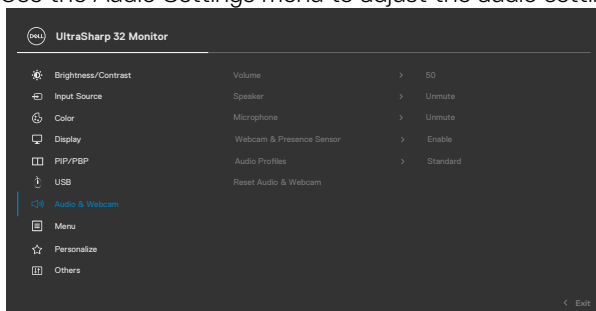 Use the Audio Settings menu to adjust the audio setti
DELL UltraSharp 32 Monitor
Brightness/Contrast Volume > 50
Input Source Speaker > Unmute
Color Microphone > Unmute
Display Webcam & Presence Sensor > Enable
PIP/PBP Audio Profiles > Standard
USB Reset Audio & Webcam
Audio & Webcam
Menu
Personalize
Others
< Exit